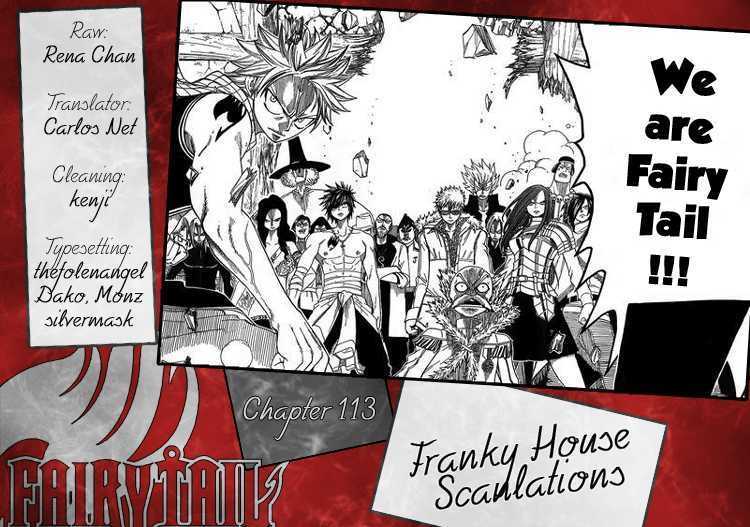 Raw:
Rena Chan
Translator:
Carlos Net
Cleaning:
kenji
Typesetting:
thefolenangel
Dako, Monz
silvermask
We
are
Fairy
Tail
!!!
Chapter 113
Franky House
Scanlations
FAIRY TAIL